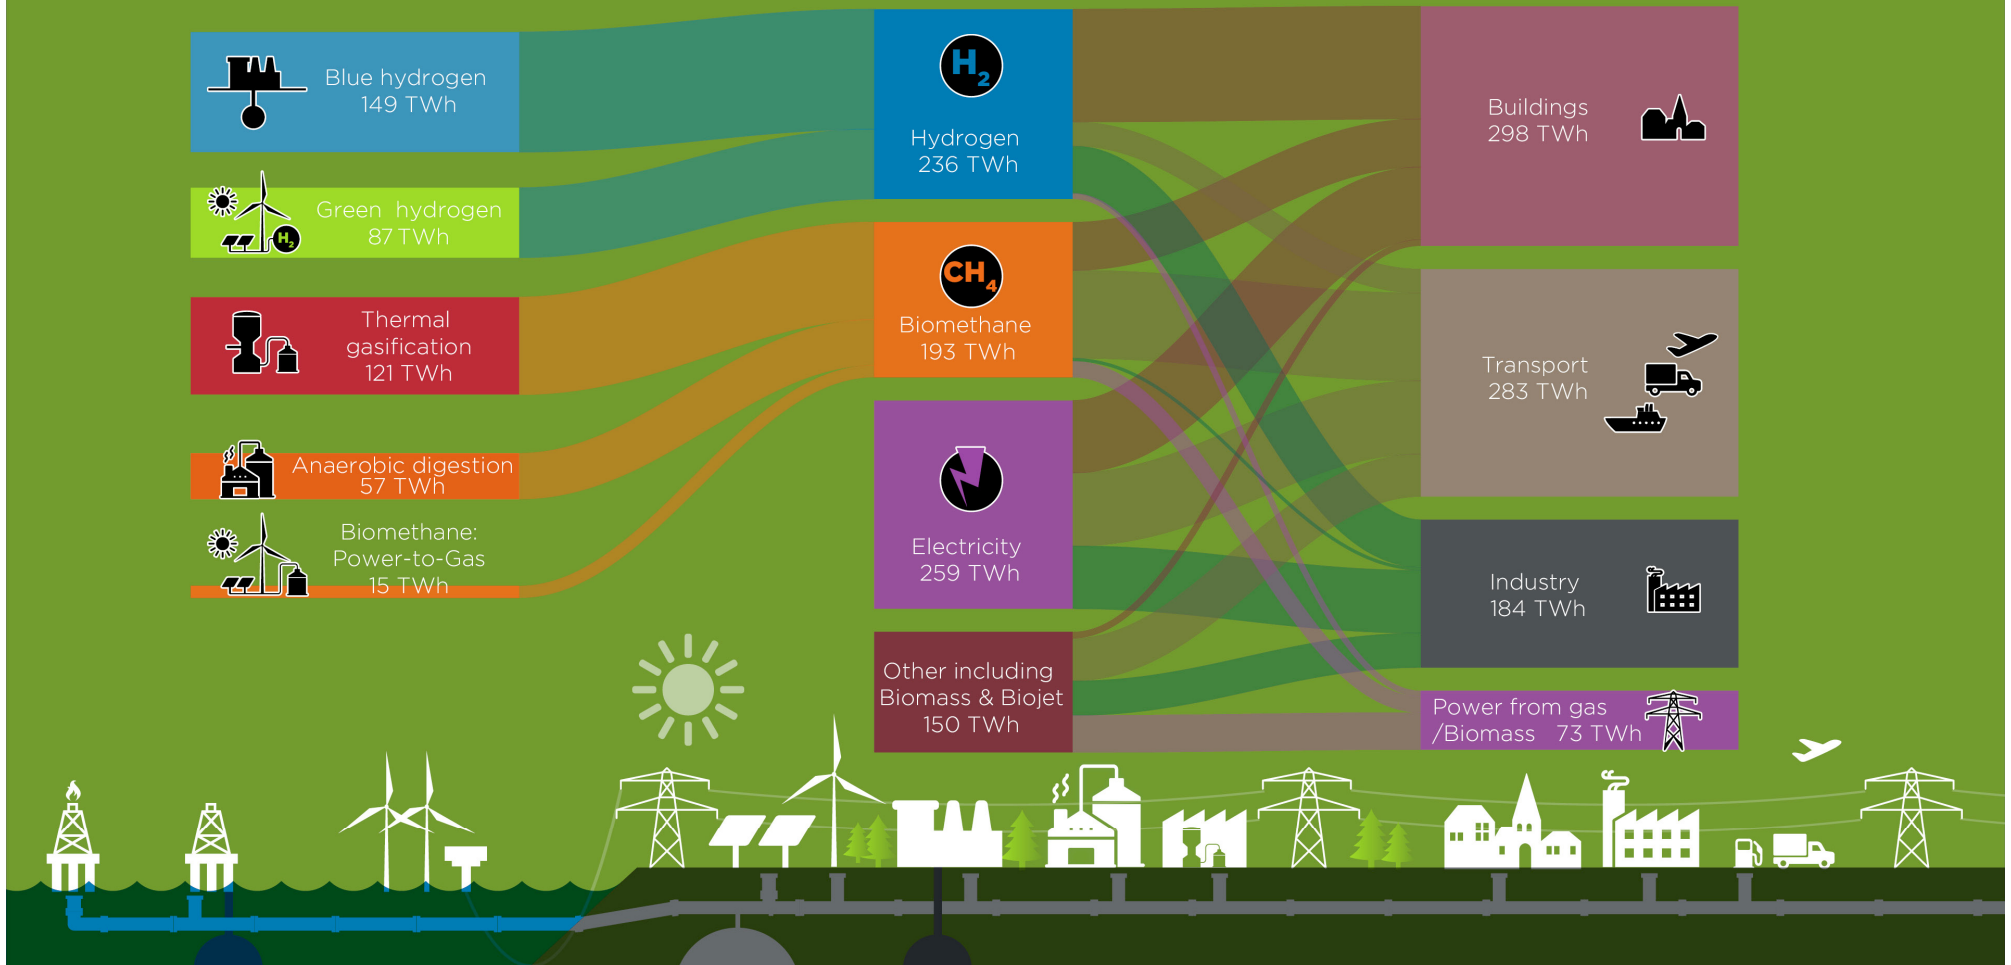 Blue hydrogen
149 TWh
Green hydrogen
87 TWh
H2
Thermal
gasification
121 TWh
Anaerobic digestion
57 TWh
Biomethane:
Power-to-Gas
15 TWh
H2
Hydrogen
236 TWh
CH4
Biomethane
193 TWh
Electricity
259 TWh
Other including
Biomass & Biojet
150 TWh
Buildings
298 TWh
Transport
283 TWh
Industry
184 TWh
Power from gas
/Biomass 73 TWh